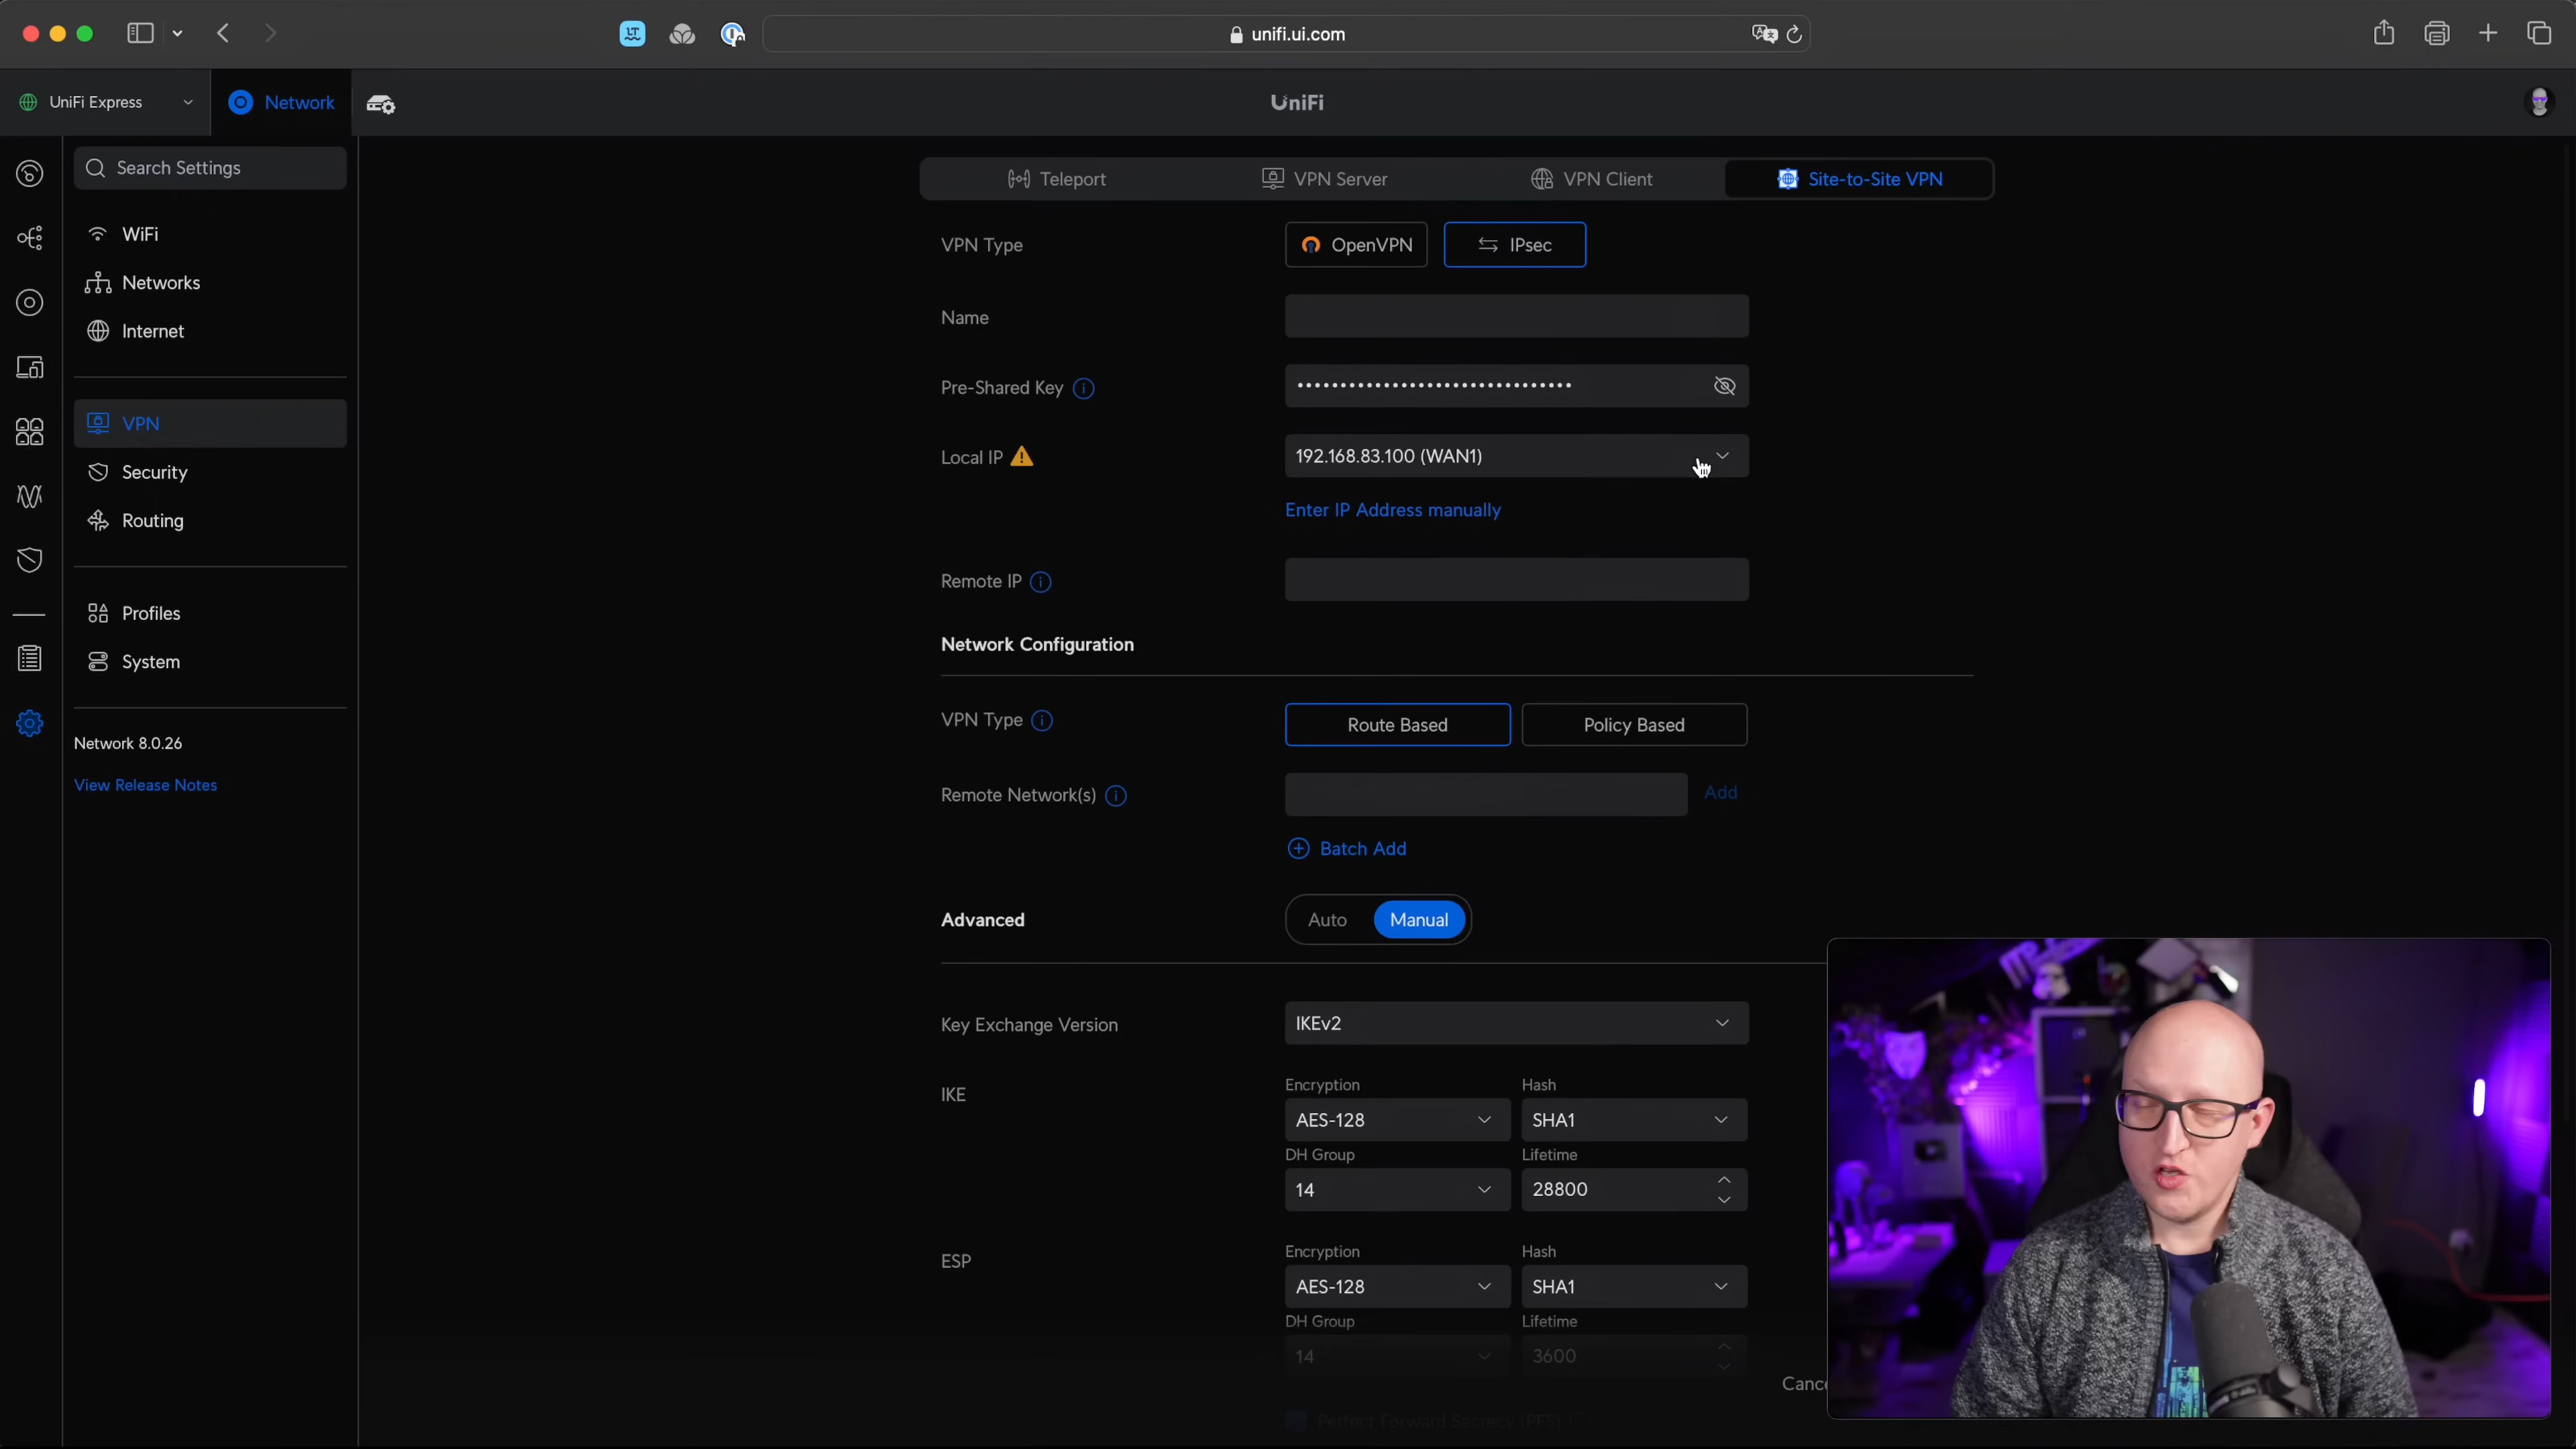 unifi.ui.com
UniFi Express
Network
UniFi
Search Settings
WiFi
Networks
Internet
VPN
Security
Routing
Profiles
System
Network 8.0.26
View Release Notes
Teleport
VPN Server
VPN Client
Site-to-Site VPN
VPN Type
OpenVPN
IPsec
Name
Pre-Shared Key
••••••••••••••••••••••••••••••••
Local IP
192.168.83.100 (WAN1)
Enter IP Address manually
Remote IP
Network Configuration
VPN Type
Route Based
Policy Based
Remote Network(s)
Add
Batch Add
Advanced
Auto
Manual
Key Exchange Version
IKEv2
IKE
Encryption
Hash
AES-128
SHA1
DH Group
Lifetime
14
28800
ESP
Encryption
Hash
AES-128
SHA1
DH Group
Lifetime
14
3600
Cance
Perfect Forward Secrecy (PFS)